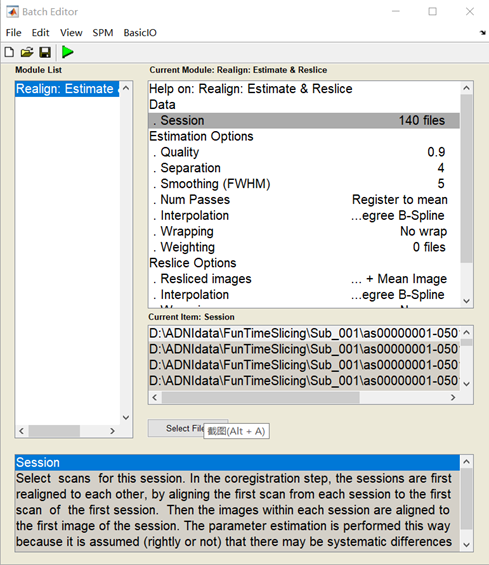 Batch Editor
File Edit View SPM BasicIO
Module List
Current Module: Realign: Estimate & Reslice
Realign: Estimate
Help on: Realign: Estimate & Reslice
Data
. Session 140 files
Estimation Options
. Quality 0.9
. Separation 4
. Smoothing (FWHM) 5
. Num Passes Register to mean
. Interpolation ...egree B-Spline
. Wrapping No wrap
. Weighting 0 files
Reslice Options
. Resliced images ... + Mean Image
. Interpolation ...egree B-Spline
Current Item: Session
D:\ADNIdata\FunTimeSlicing\Sub_001\as00000001-050
D:\ADNIdata\FunTimeSlicing\Sub_001\as00000001-050
D:\ADNIdata\FunTimeSlicing\Sub_001\as00000001-050
D:\ADNIdata\FunTimeSlicing\Sub_001\as00000001-050
Select File
截图(Alt + A)
Session
Select scans for this session. In the coregistration step, the sessions are first
realigned to each other, by aligning the first scan from each session to the first
scan of the first session. Then the images within each session are aligned to
the first image of the session. The parameter estimation is performed this way
because it is assumed (rightly or not) that there may be systematic differences